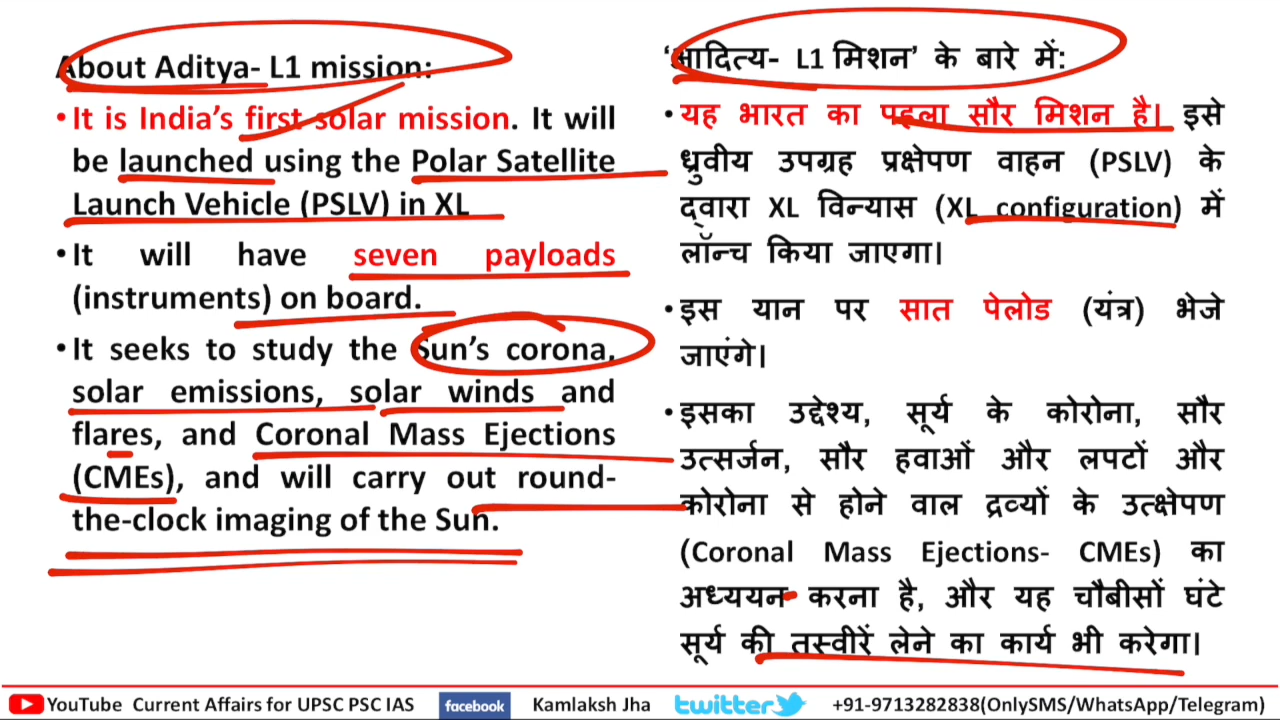 About Aditya- L1 mission:
• It is India's first solar mission. It will
be launched using the Polar Satellite
Launch Vehicle (PSLV) in XL
• It will have seven payloads
(instruments) on board.
• It seeks to study the Sun's corona,
solar emissions, solar winds and
flares, and Coronal Mass Ejections
(CMEs), and will carry out round-
the-clock imaging of the Sun.
'आदित्य- L1 मिशन' के बारे में:
• यह भारत का पहला सौर मिशन है। इसे
ध्रुवीय उपग्रह प्रक्षेपण वाहन (PSLV) के
द्वारा XL विन्यास (XL configuration) में
लॉन्च किया जाएगा।
• इस यान पर सात पेलोड (यंत्र) भेजे
जाएंगे।
• इसका उद्देश्य, सूर्य के कोरोना, सौर
उत्सर्जन, सौर हवाओं और लपटों और
कोरोना से होने वाल द्रव्यों के उत्क्षेपण
(Coronal Mass Ejections- CMEs) का
अध्ययन करना है, और यह चौबीसों घंटे
सूर्य की तस्वीरें लेने का कार्य भी करेगा।
YouTube Current Affairs for UPSC PSC IAS facebook Kamlaksh Jha twitter +91-9713282838(OnlySMS/WhatsApp/Telegram)